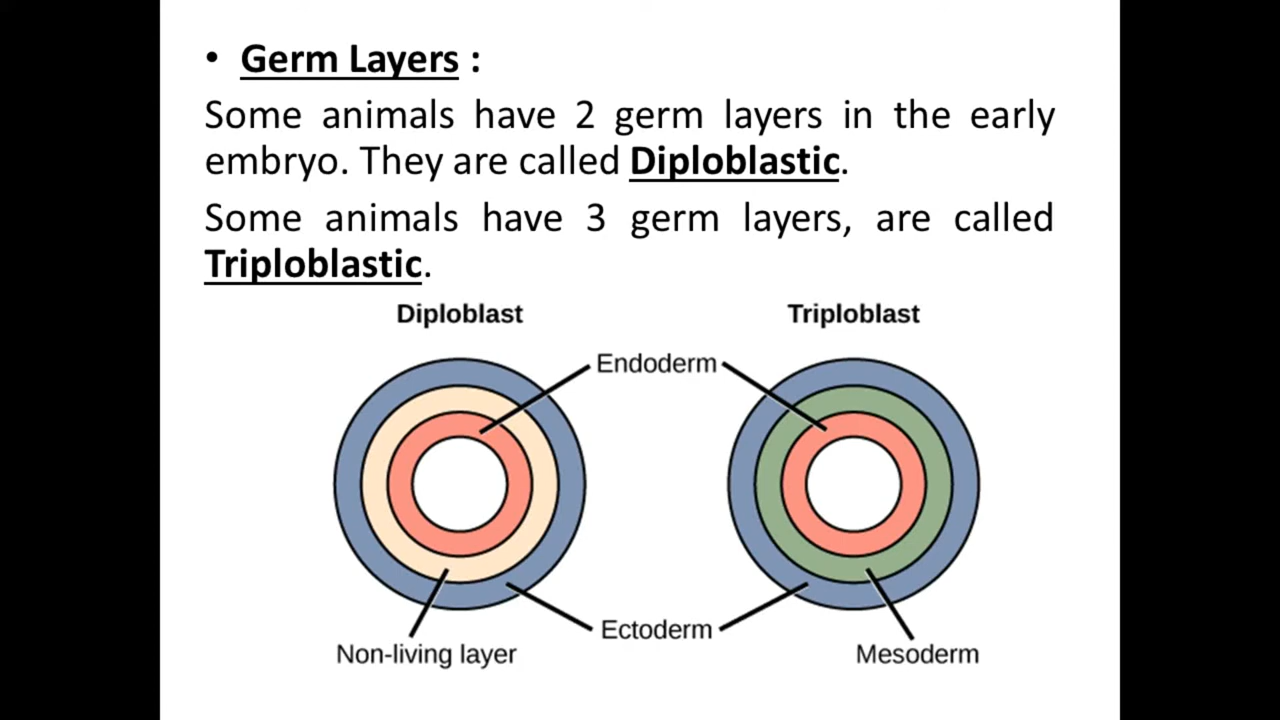 • Germ Layers :
Some animals have 2 germ layers in the early
embryo. They are called Diploblastic.
Some animals have 3 germ layers, are called
Triploblastic.
Diploblast
Triploblast
Endoderm
Ectoderm
Non-living layer
Mesoderm